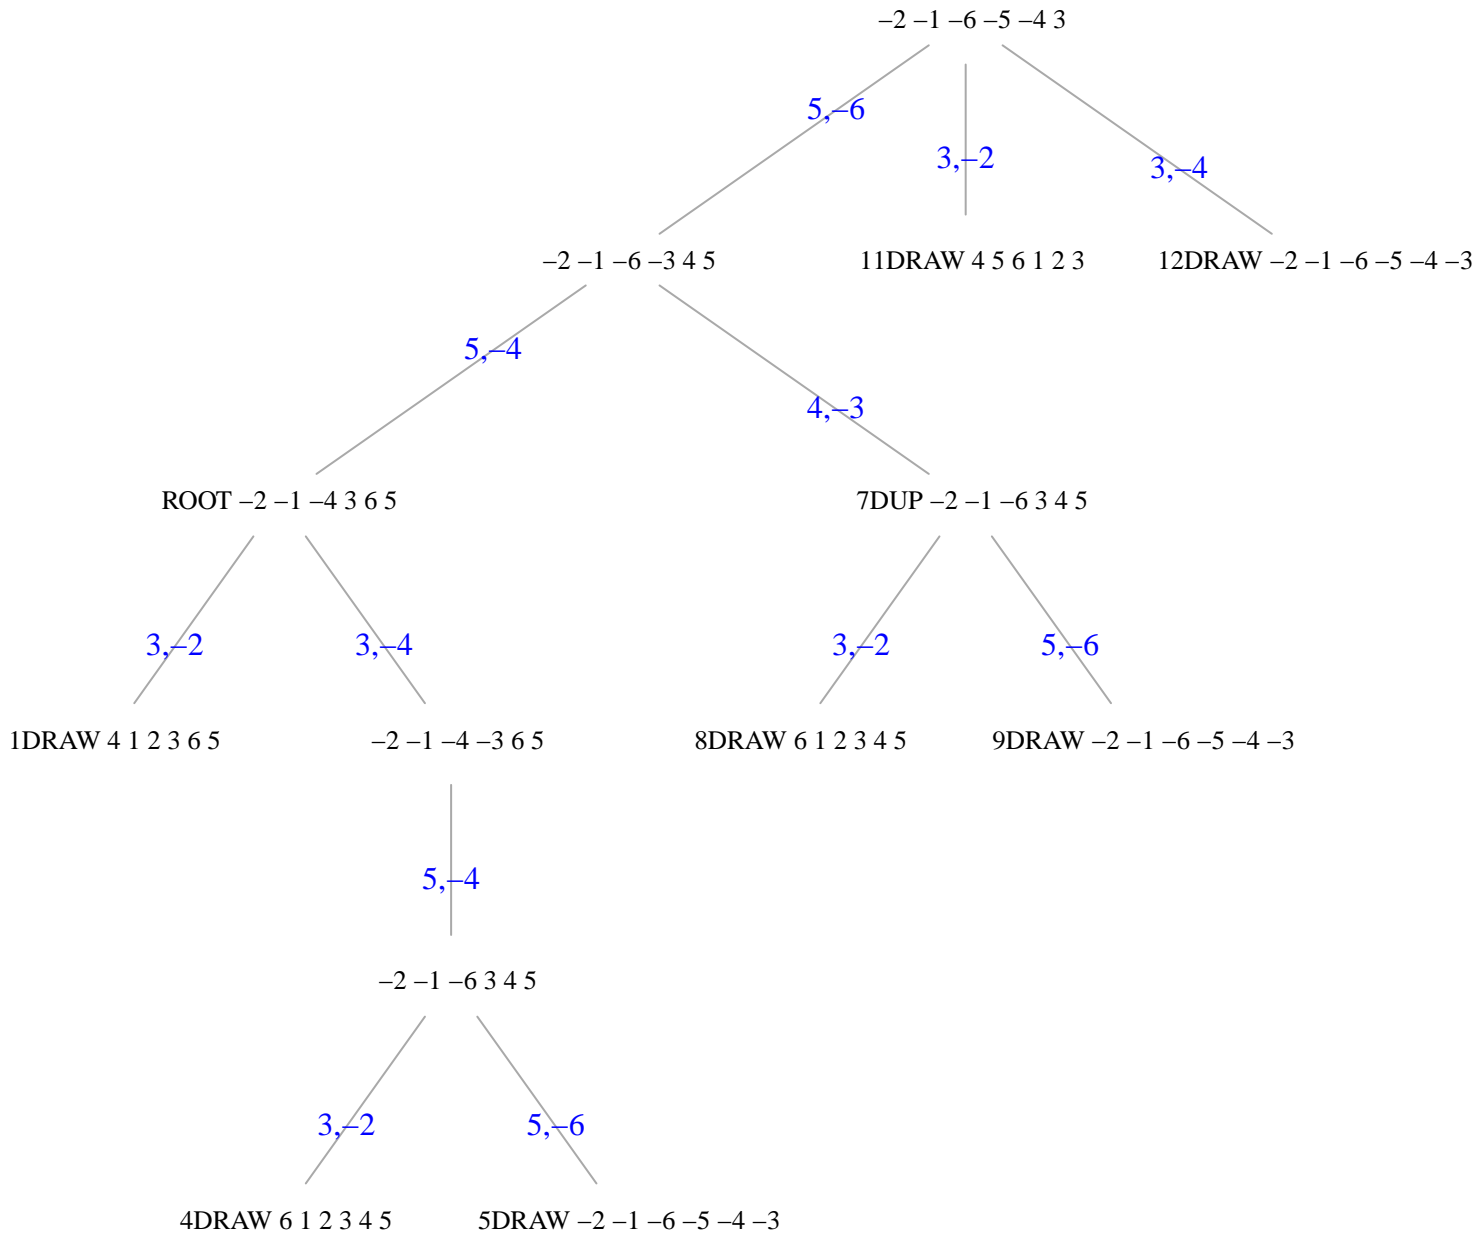 –2 –1 –6 –5 –4 3
5,–6
3,–2
3,–4
–2 –1 –6 –3 4 5
11DRAW 4 5 6 1 2 3
12DRAW –2 –1 –6 –5 –4 –3
5,–4
4,–3
ROOT –2 –1 –4 3 6 5
7DUP –2 –1 –6 3 4 5
3,–2
3,–4
3,–2
5,–6
1DRAW 4 1 2 3 6 5
–2 –1 –4 –3 6 5
8DRAW 6 1 2 3 4 5
9DRAW –2 –1 –6 –5 –4 –3
5,–4
–2 –1 –6 3 4 5
3,–2
5,–6
4DRAW 6 1 2 3 4 5
5DRAW –2 –1 –6 –5 –4 –3